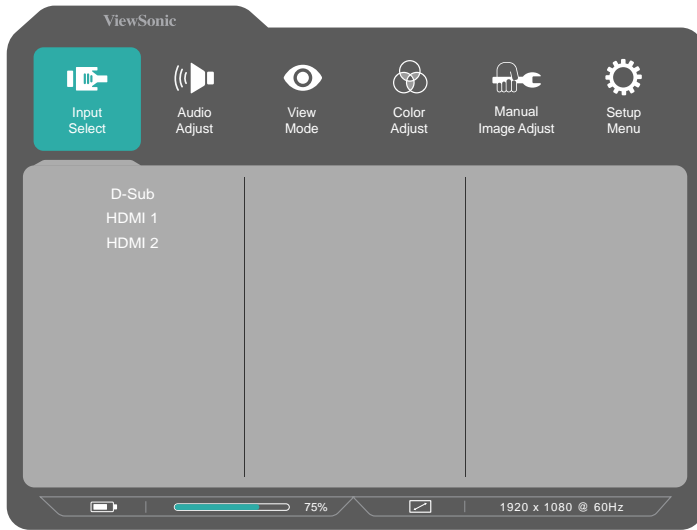 ViewSonic
Input
Select
Audio
Adjust
View
Mode
Color
Adjust
Manual
Image Adjust
Setup
Menu
D-Sub
HDMI 1
HDMI 2
75%
1920 x 1080 @ 60Hz